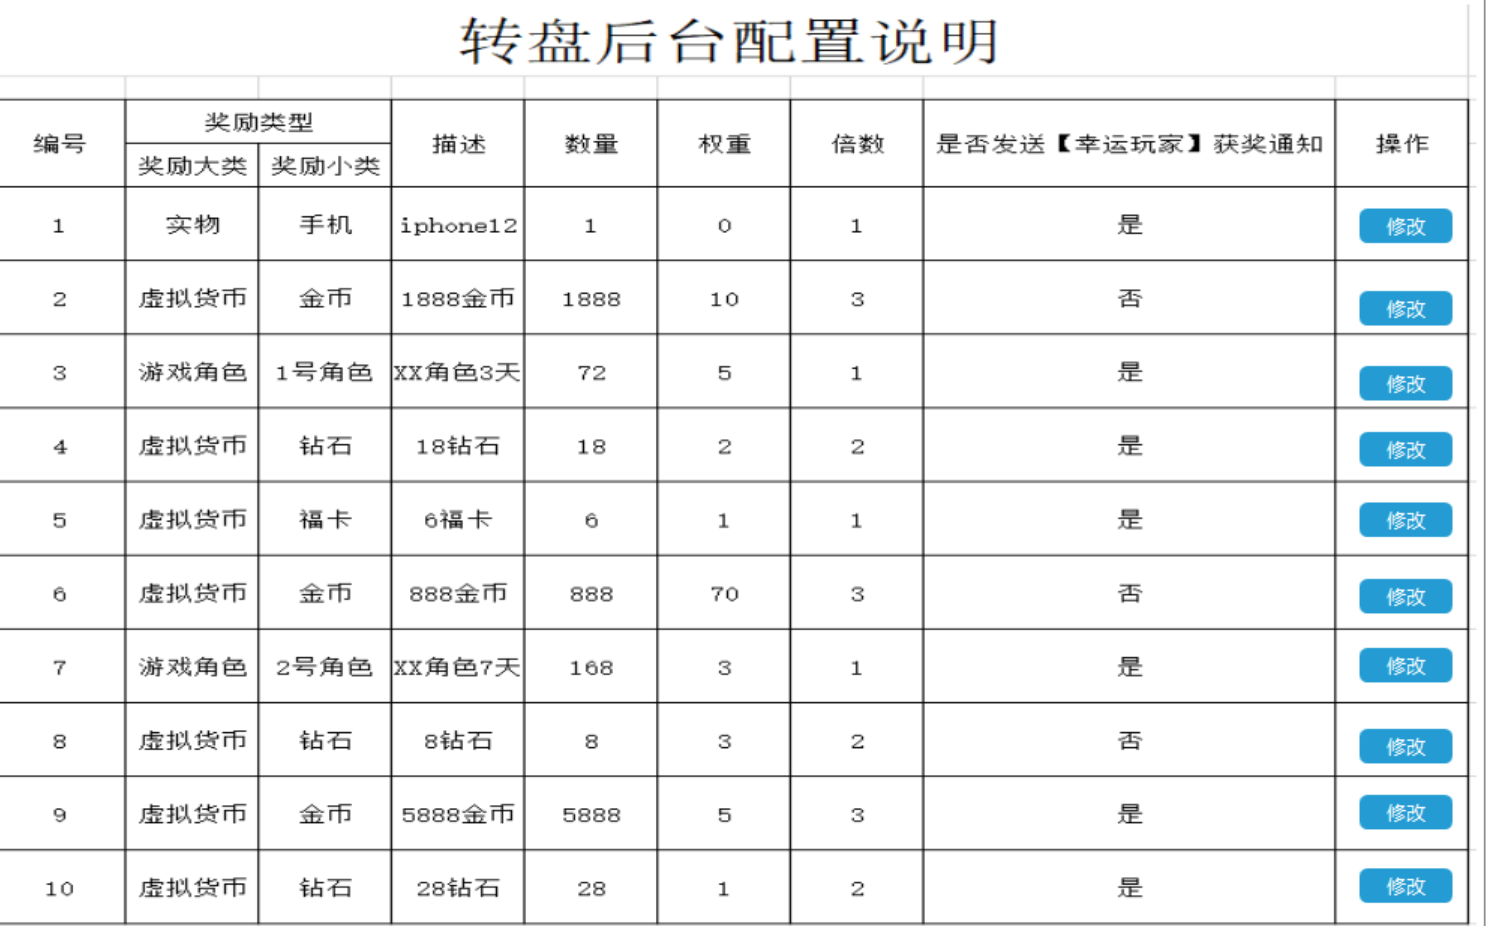 转盘后台配置说明
编号 奖励类型 描述 数量 权重 倍数 是否发送【幸运玩家】获奖通知 操作
奖励大类 奖励小类
1 实物 手机 iphone12 1 0 1 是 修改
2 虚拟货币 金币 1888金币 1888 10 3 否 修改
3 游戏角色 1号角色 XX角色3天 72 5 1 是 修改
4 虚拟货币 钻石 18钻石 18 2 2 是 修改
5 虚拟货币 福卡 6福卡 6 1 1 是 修改
6 虚拟货币 金币 888金币 888 70 3 否 修改
7 游戏角色 2号角色 XX角色7天 168 3 1 是 修改
8 虚拟货币 钻石 8钻石 8 3 2 否 修改
9 虚拟货币 金币 5888金币 5888 5 3 是 修改
10 虚拟货币 钻石 28钻石 28 1 2 是 修改